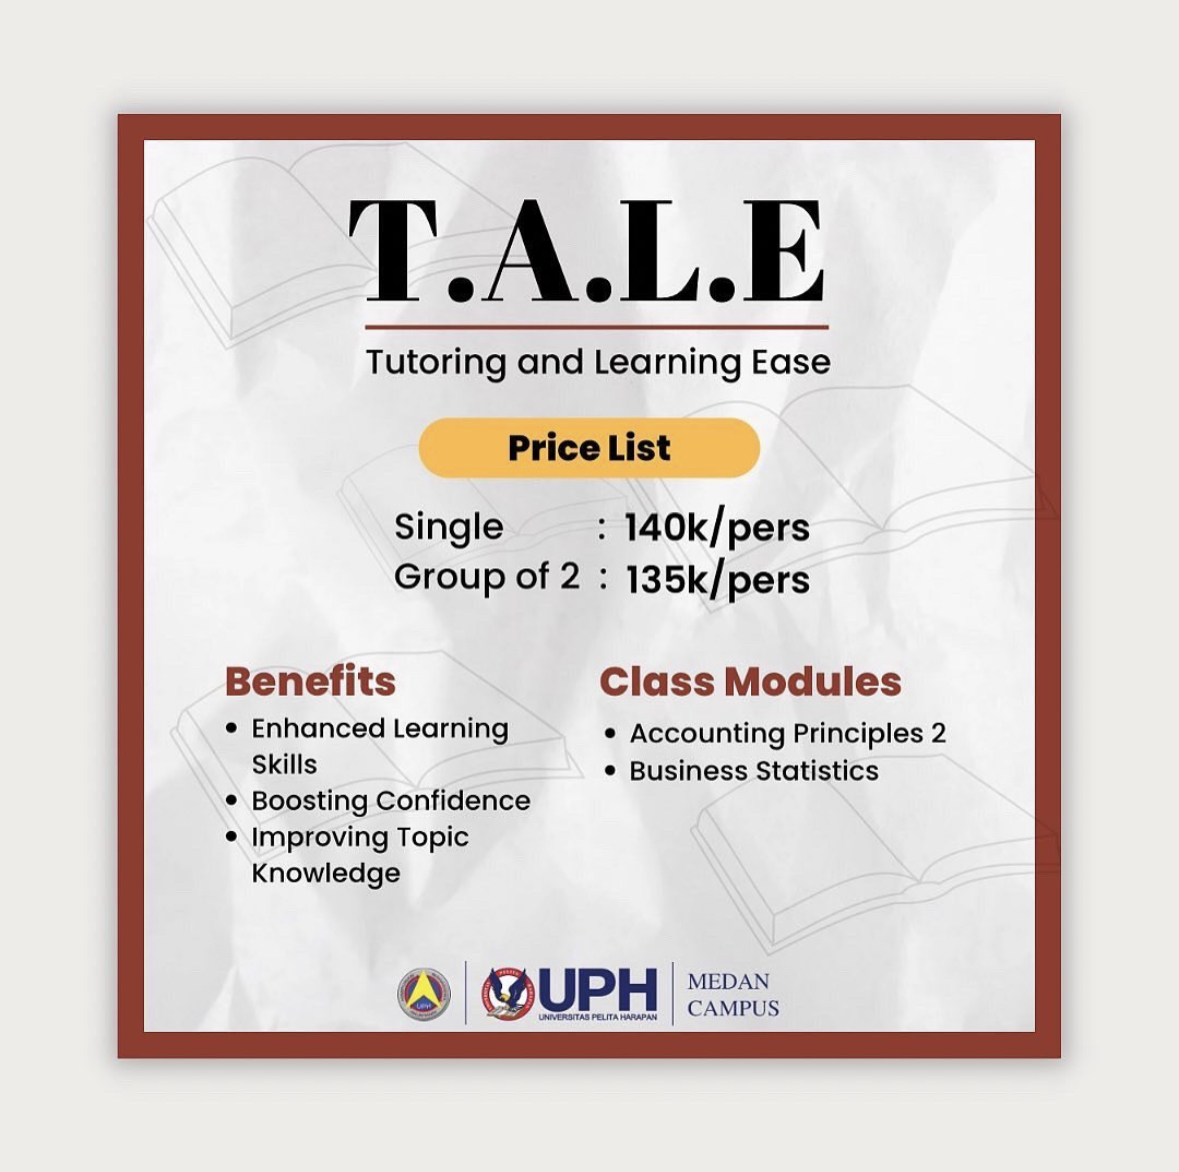 T.A.L.E
Tutoring and Learning Ease
Price List
Single : 140k/pers
Group of 2 : 135k/pers
Benefits
• Enhanced Learning
Skills
• Boosting Confidence
• Improving Topic
Knowledge
Class Modules
• Accounting Principles 2
• Business Statistics
UPH
UNIVERSITAS PELITA HARAPAN
MEDAN
CAMPUS